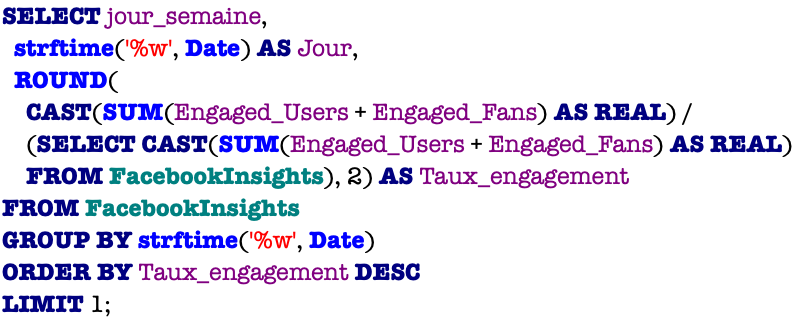 SELECT jour_semaine,
strftime('%w', Date) AS Jour,
ROUND(
CAST(SUM(Engaged_Users + Engaged_Fans) AS REAL) /
(SELECT CAST(SUM(Engaged_Users + Engaged_Fans) AS REAL)
FROM FacebookInsights), 2) AS Taux_engagement
FROM FacebookInsights
GROUP BY strftime('%w', Date)
ORDER BY Taux_engagement DESC
LIMIT 1;